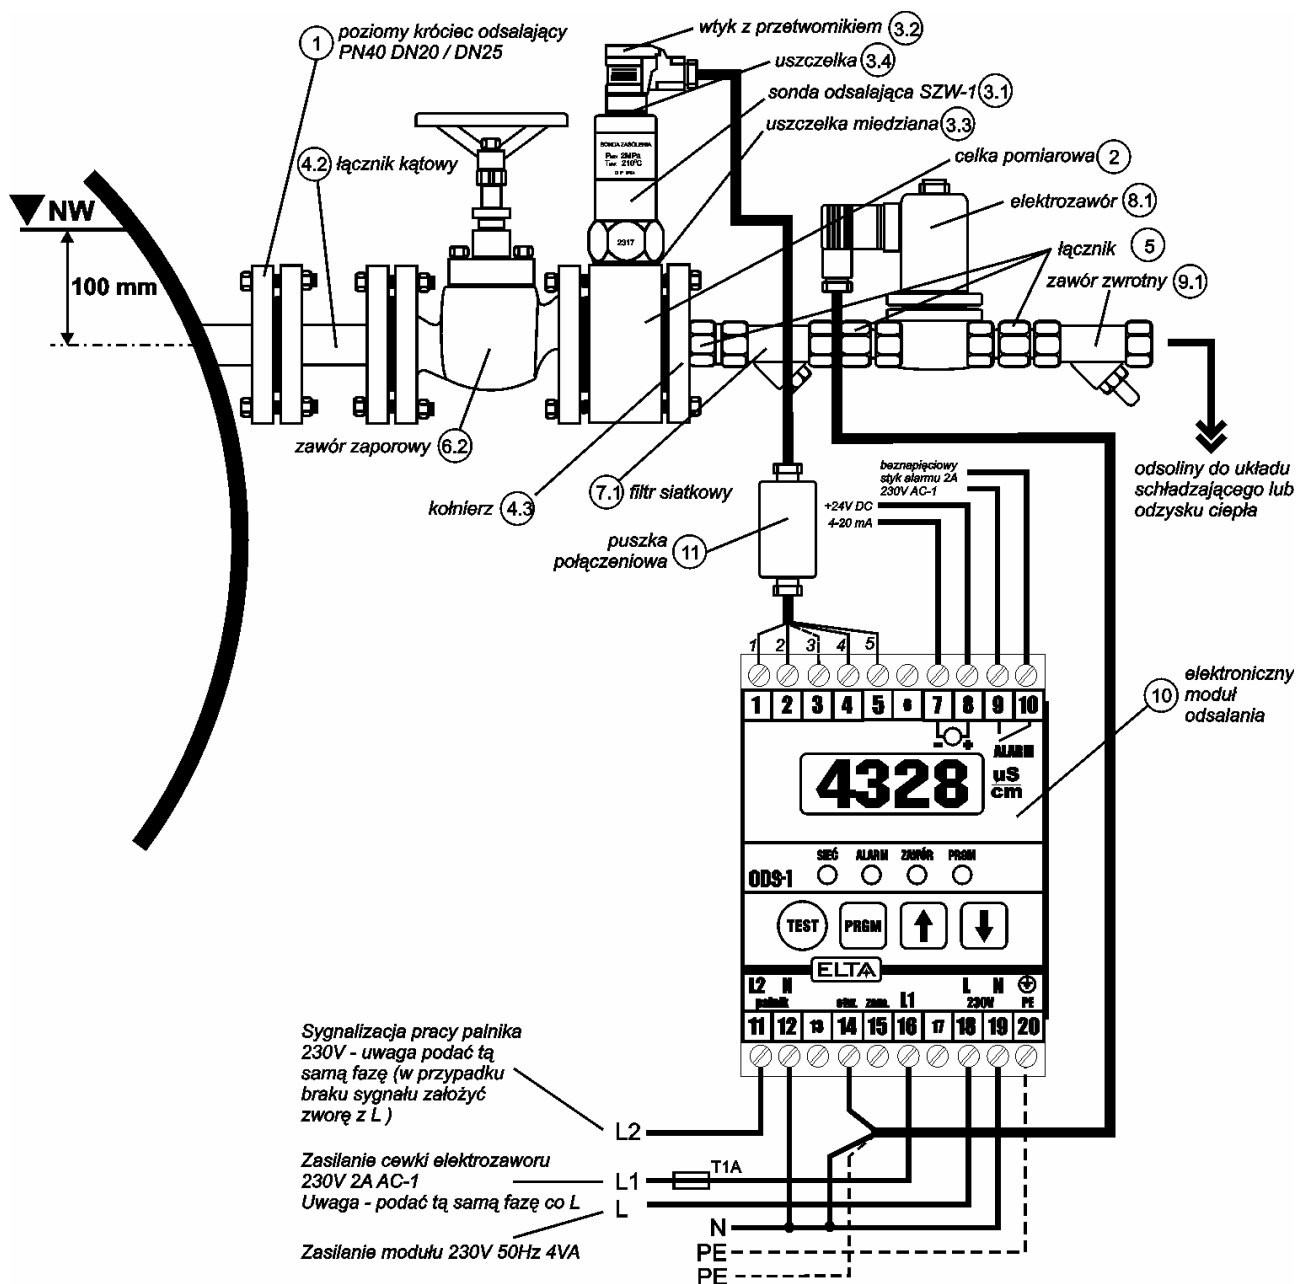 1 poziomy króciec odsalający
PN40 DN20 / DN25
wtyk z przetwornikiem 3.2
uszczelka 3.4
sonda odsalająca SZW-1 3.1
uszczelka miedziana 3.3
celka pomiarowa 2
4.2 łącznik kątowy
elektrozawór 8.1
łącznik 5
zawór zwrotny 9.1
SONDA ZASOLENIA
Pmax 2MPa
Tmax 210°C
2317
NW
100 mm
zawór zaporowy 6.2
kołnierz 4.3
7.1 filtr siatkowy
puszka
połączeniowa 11
beznapięciowy
styk alarmu 2A
230V AC-1
+24V DC
4-20 mA
odsoliny do układu
schładzającego lub
odzysku ciepła
1 2 3 4 5
10 elektroniczny
moduł
odsalania
1 2 3 4 5 6 7 8 9 10
- +
ALARM
4328 µS
cm
SIEĆ ALARM ZAWÓR PRGM
ODS-1
TEST PRGM
ELTA
L2 N L1 L N
palnik otw. zam. 230V PE
11 12 13 14 15 16 17 18 19 20
Sygnalizacja pracy palnika
230V - uwaga podać tą
samą fazę (w przypadku
braku sygnału założyć
zworę z L )
L2
Zasilanie cewki elektrozaworu
230V 2A AC-1
Uwaga - podać tą samą fazę co L
L1
T1A
L
Zasilanie modułu 230V 50Hz 4VA
N
PE
PE